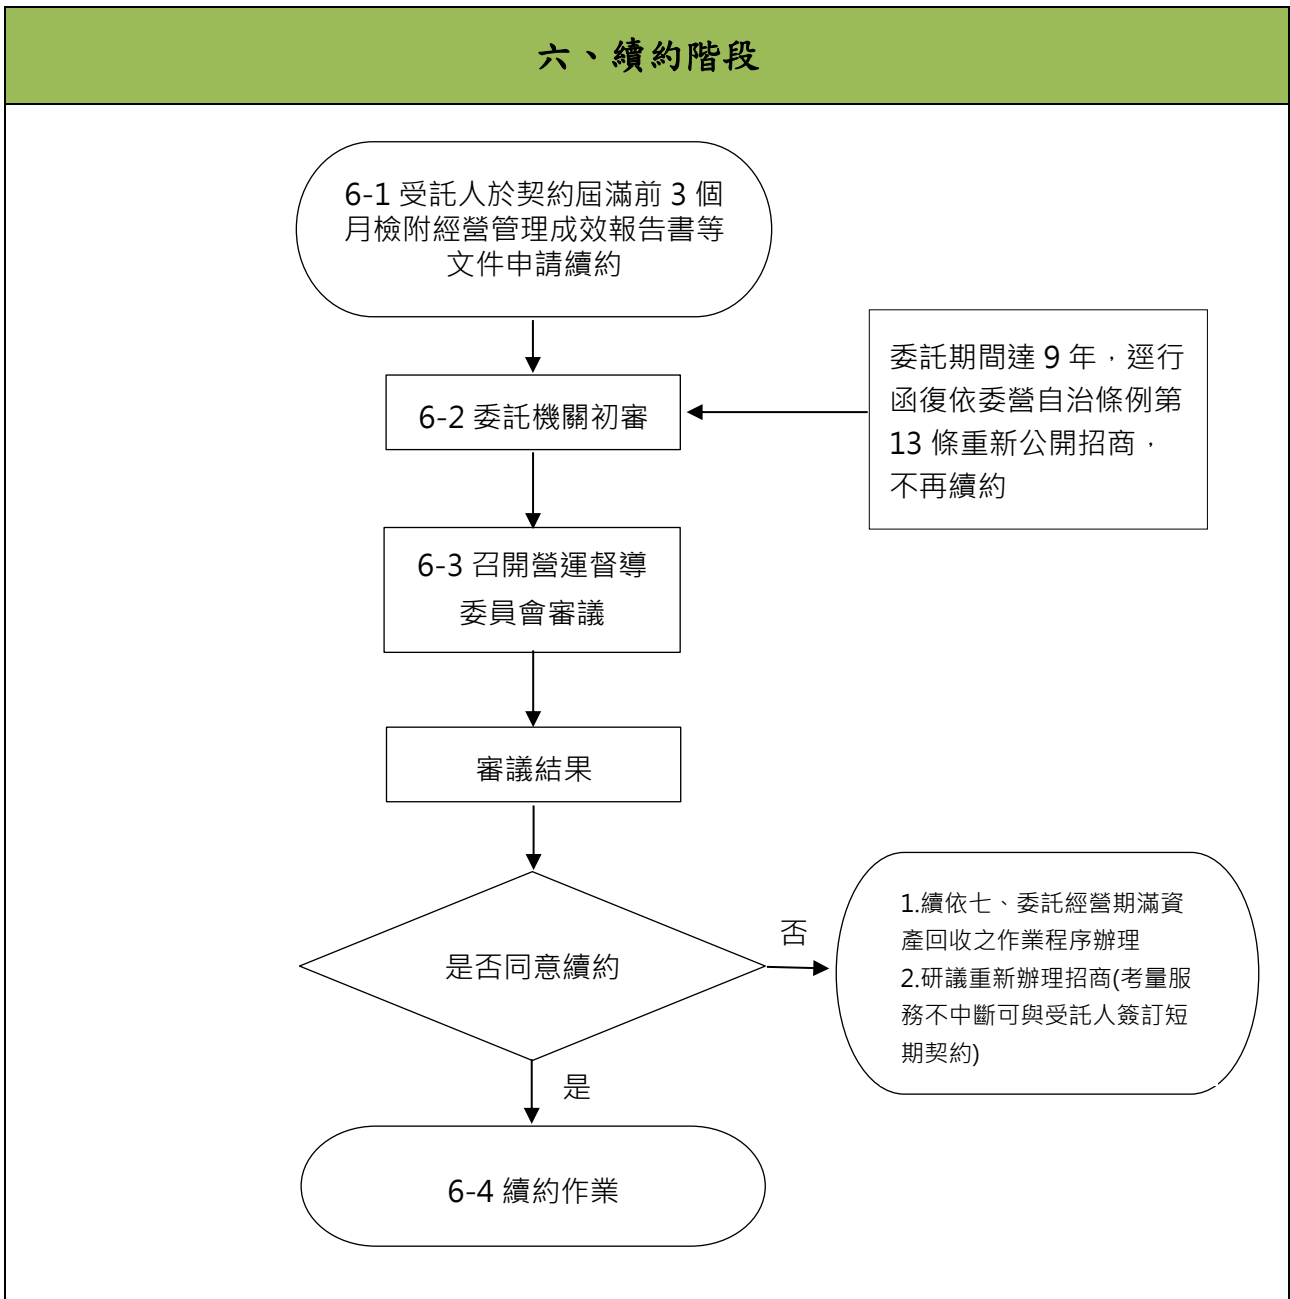 六、續約階段
6-1 受託人於契約屆滿前 3 個
月檢附經營管理成效報告書等
文件申請續約
委託期間達 9 年，逕行
函復依委營自治條例第
13 條重新公開招商，
不再續約
6-2 委託機關初審
6-3 召開營運督導
委員會審議
審議結果
是否同意續約
否
1.續依七、委託經營期滿資
產回收之作業程序辦理
2.研議重新辦理招商(考量服
務不中斷可與受託人簽訂短
期契約)
是
6-4 續約作業